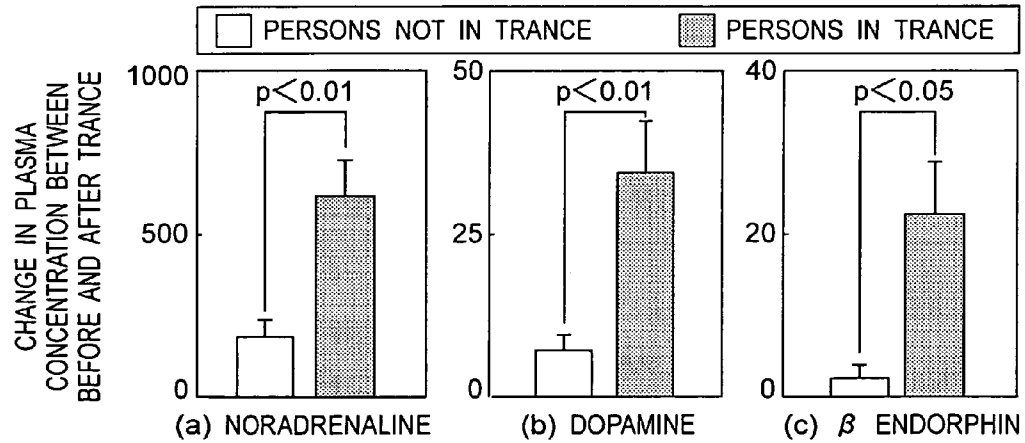 PERSONS NOT IN TRANCE
PERSONS IN TRANCE
CHANGE IN PLASMA
CONCENTRATION BETWEEN
BEFORE AND AFTER TRANCE
1000
500
0
p<0.01
(a) NORADRENALINE
50
25
0
p<0.01
(b) DOPAMINE
40
20
0
p<0.05
(c) β ENDORPHIN